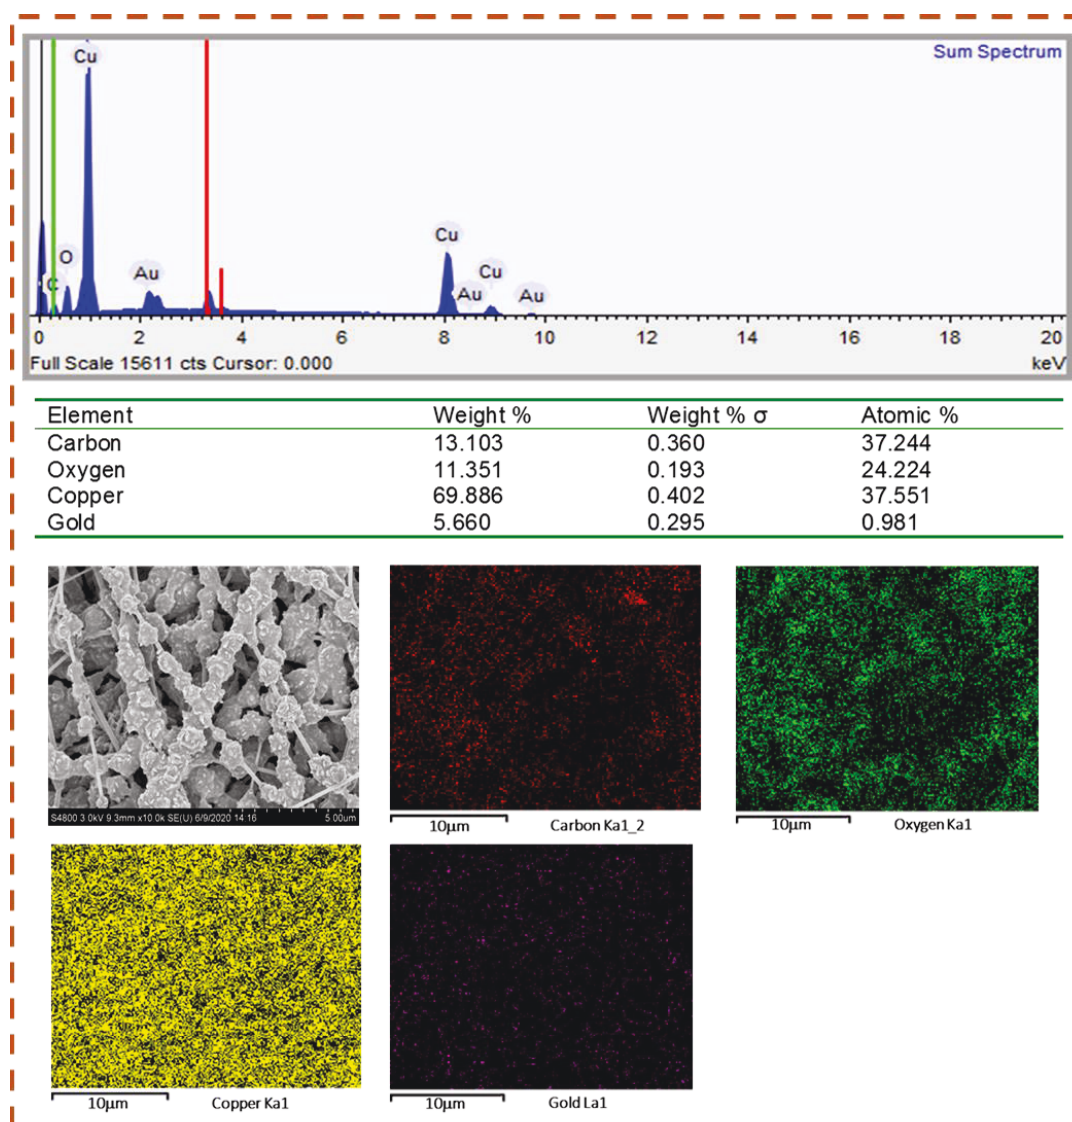 Sum Spectrum
Cu
O
C
Au
Cu
Cu
Au
Au
0 2 4 6 8 10 12 14 16 18 20
Full Scale 15611 cts Cursor: 0.000 keV
Element Weight % Weight % σ Atomic %
Carbon 13.103 0.360 37.244
Oxygen 11.351 0.193 24.224
Copper 69.886 0.402 37.551
Gold 5.660 0.295 0.981
S4800 3.0kV 9.3mm x10.0k SE(U) 6/9/2020 14:16 5.00um
10µm Carbon Ka1_2
10µm Oxygen Ka1
10µm Copper Ka1
10µm Gold La1